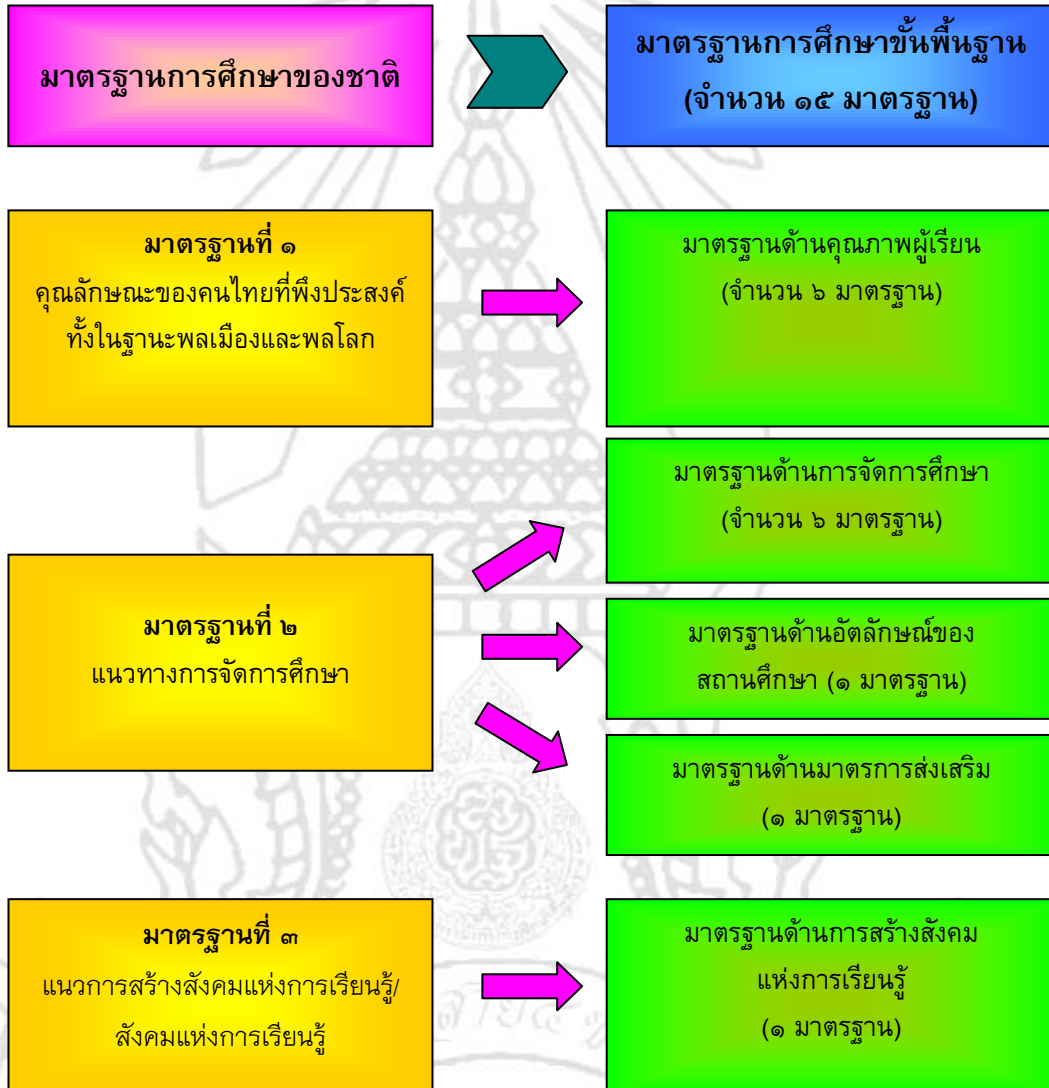 มาตรฐานการศึกษาของชาติ
มาตรฐานการศึกษาขั้นพื้นฐาน
(จำนวน ๑๕ มาตรฐาน)
มาตรฐานที่ ๑
คุณลักษณะของคนไทยที่พึงประสงค์
ทั้งในฐานะพลเมืองและพลโลก
มาตรฐานด้านคุณภาพผู้เรียน
(จำนวน ๖ มาตรฐาน)
มาตรฐานด้านการจัดการศึกษา
(จำนวน ๖ มาตรฐาน)
มาตรฐานที่ ๒
แนวทางการจัดการศึกษา
มาตรฐานด้านอัตลักษณ์ของ
สถานศึกษา (๑ มาตรฐาน)
มาตรฐานด้านมาตรการส่งเสริม
(๑ มาตรฐาน)
มาตรฐานที่ ๓
แนวการสร้างสังคมแห่งการเรียนรู้/
สังคมแห่งการเรียนรู้
มาตรฐานด้านการสร้างสังคม
แห่งการเรียนรู้
(๑ มาตรฐาน)